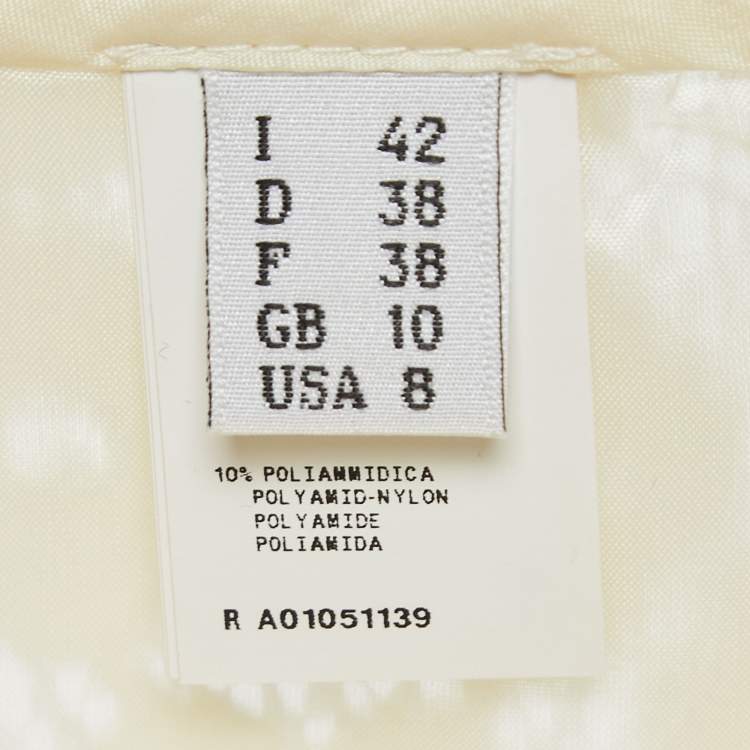 I 42
D 38
F 38
GB 10
USA 8
10% POLIAMMIDICA
POLYAMID-NYLON
POLYAMIDE
POLIAMIDA
R A01051139